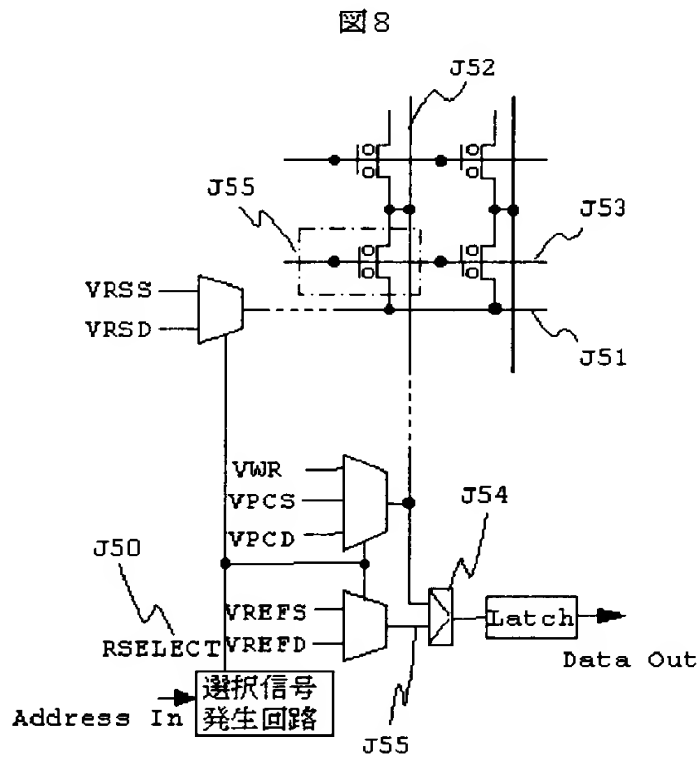 図8
J52
J55
J53
VRSS
VRSD
J51
VWR
VPCS
VPCD
J54
J50
VREFS
VREFD
RSELECT
Latch
Data Out
選択信号
発生回路
Address In
J55